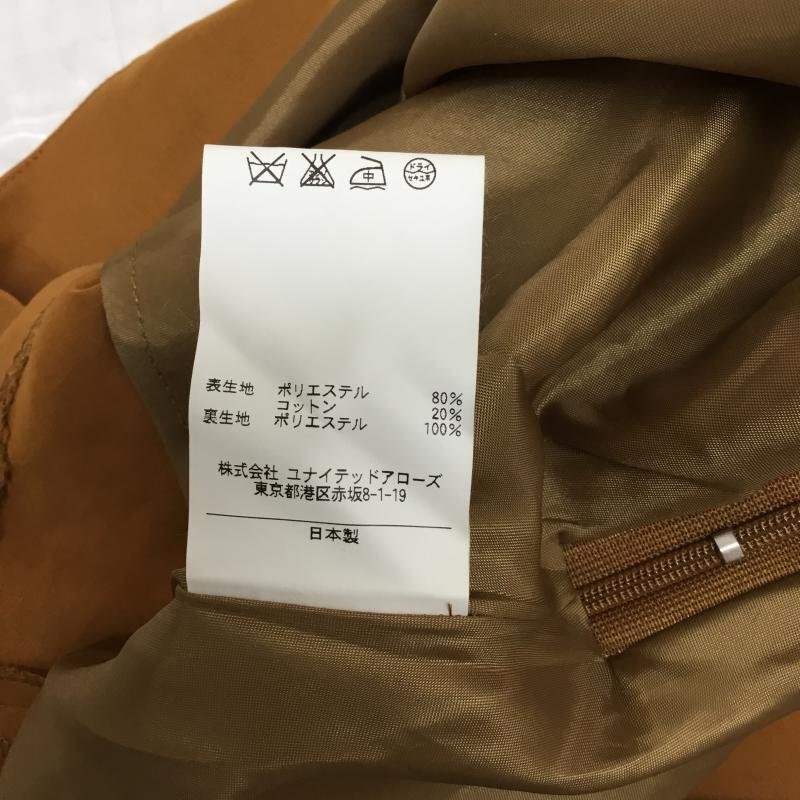 中 ドライ
セキユ系
表生地 ポリエステル 80%
コットン 20%
裏生地 ポリエステル 100%
株式会社 ユナイテッドアローズ
東京都港区赤坂8-1-19
日本製